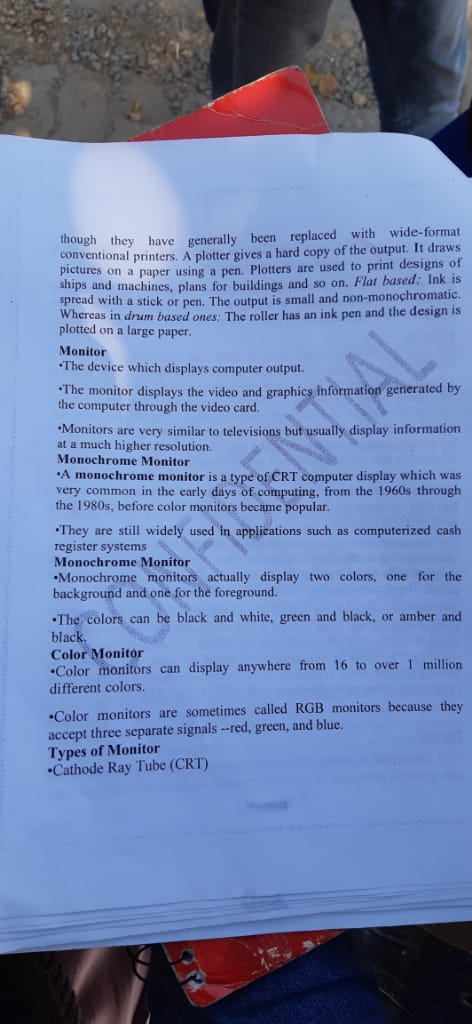 though they have generally been replaced with wide-format
conventional printers. A plotter gives a hard copy of the output. It draws
pictures on a paper using a pen. Plotters are used to print designs of
ships and machines, plans for buildings and so on. Flat based: Ink is
spread with a stick or pen. The output is small and non-monochromatic.
Whereas in drum based ones: The roller has an ink pen and the design is
plotted on a large paper.
Monitor
•The device which displays computer output.
•The monitor displays the video and graphics information generated by
the computer through the video card.
•Monitors are very similar to televisions but usually display information
at a much higher resolution.
Monochrome Monitor
•A monochrome monitor is a type of CRT computer display which was
very common in the early days of computing, from the 1960s through
the 1980s, before color monitors became popular.
•They are still widely used in applications such as computerized cash
register systems
Monochrome Monitor
•Monochrome monitors actually display two colors, one for the
background and one for the foreground.
•The colors can be black and white, green and black, or amber and
black.
Color Monitor
•Color monitors can display anywhere from 16 to over 1 million
different colors.
•Color monitors are sometimes called RGB monitors because they
accept three separate signals --red, green, and blue.
Types of Monitor
•Cathode Ray Tube (CRT)
CONFIDENTIAL